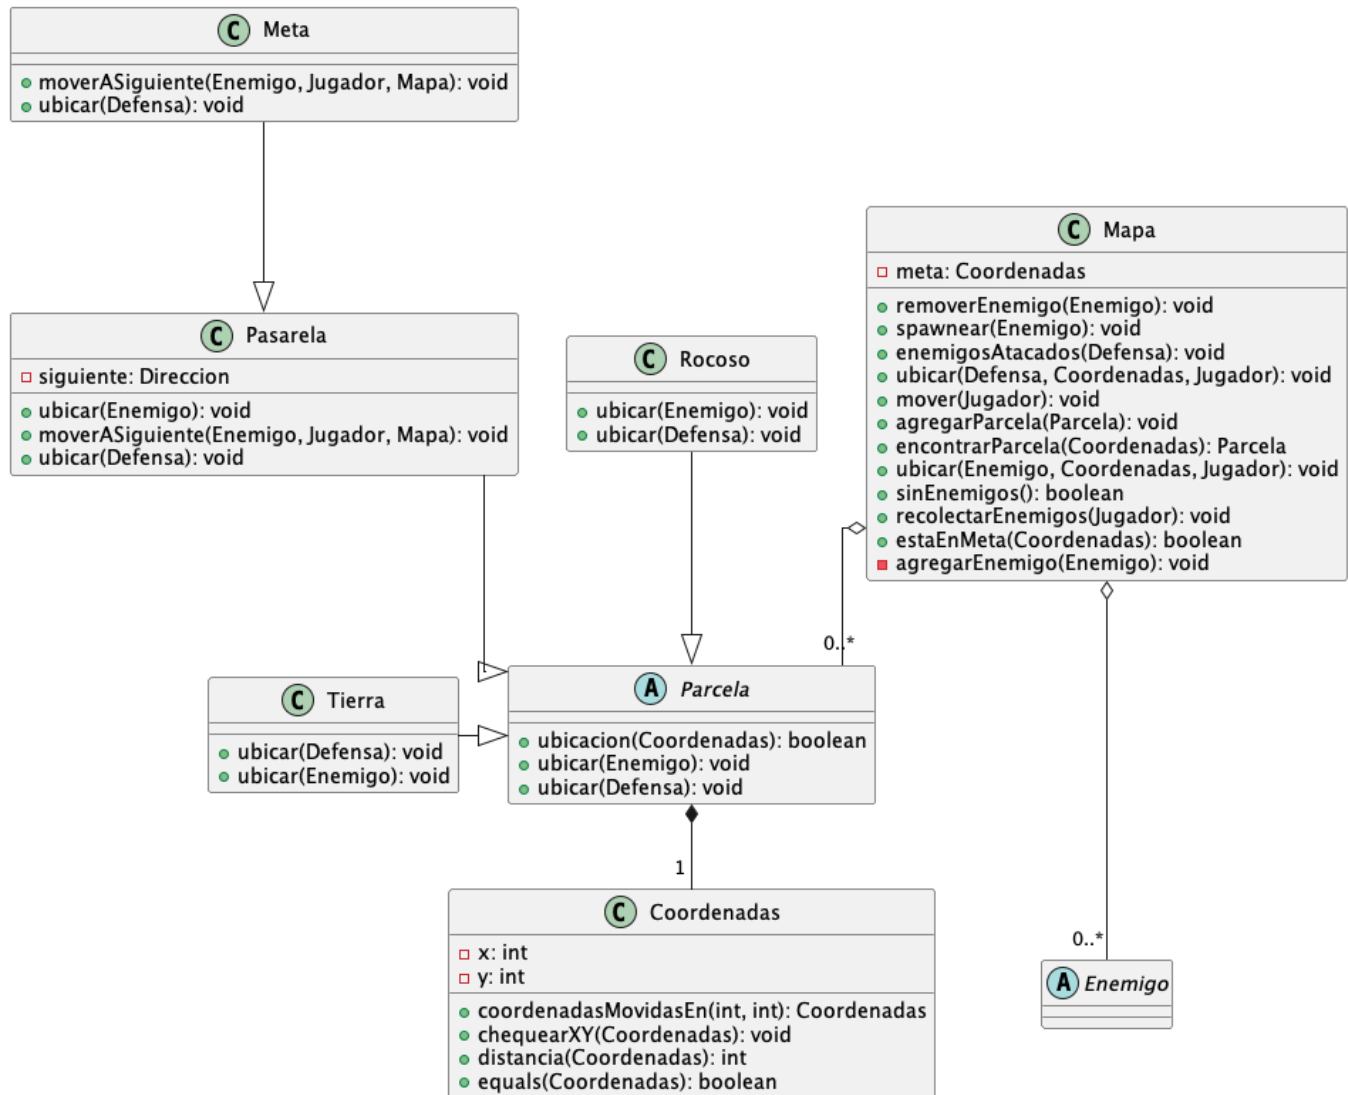 C Meta
moverASiguiente(Enemigo, Jugador, Mapa): void
ubicar(Defensa): void
C Pasarela
siguiente: Direccion
ubicar(Enemigo): void
moverASiguiente(Enemigo, Jugador, Mapa): void
ubicar(Defensa): void
C Rocoso
ubicar(Enemigo): void
ubicar(Defensa): void
C Mapa
meta: Coordenadas
removerEnemigo(Enemigo): void
spawnear(Enemigo): void
enemigosAtacados(Defensa): void
ubicar(Defensa, Coordenadas, Jugador): void
mover(Jugador): void
agregarParcela(Parcela): void
encontrarParcela(Coordenadas): Parcela
ubicar(Enemigo, Coordenadas, Jugador): void
sinEnemigos(): boolean
recolectarEnemigos(Jugador): void
estaEnMeta(Coordenadas): boolean
agregarEnemigo(Enemigo): void
0..*
C Tierra
ubicar(Defensa): void
ubicar(Enemigo): void
A Parcela
ubicacion(Coordenadas): boolean
ubicar(Enemigo): void
ubicar(Defensa): void
1
C Coordenadas
x: int
y: int
coordenadasMovidasEn(int, int): Coordenadas
chequearXY(Coordenadas): void
distancia(Coordenadas): int
equals(Coordenadas): boolean
0..*
A Enemigo